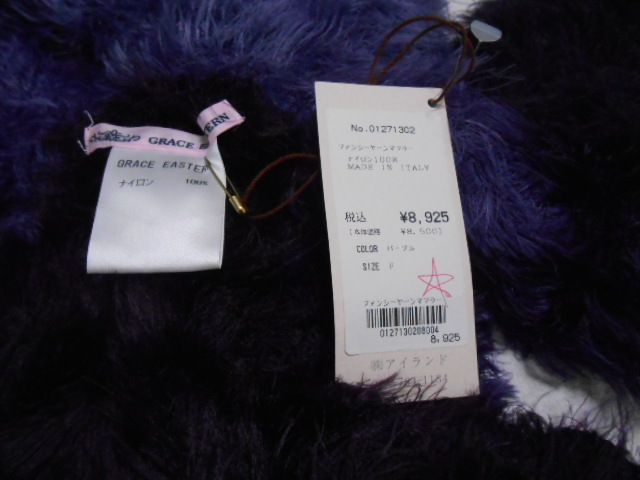 GRACE EASTERN
GRACE EASTERN
ナイロン 100%
No.01271302
ファンシーヤーンマフラー
ナイロン100%
MADE IN ITALY
税込 ¥8,925
(本体価格 ¥8,500)
COLOR パープル
SIZE F
ファンシーヤーンマフラー
0127130288004
8,925
㈱アイランド